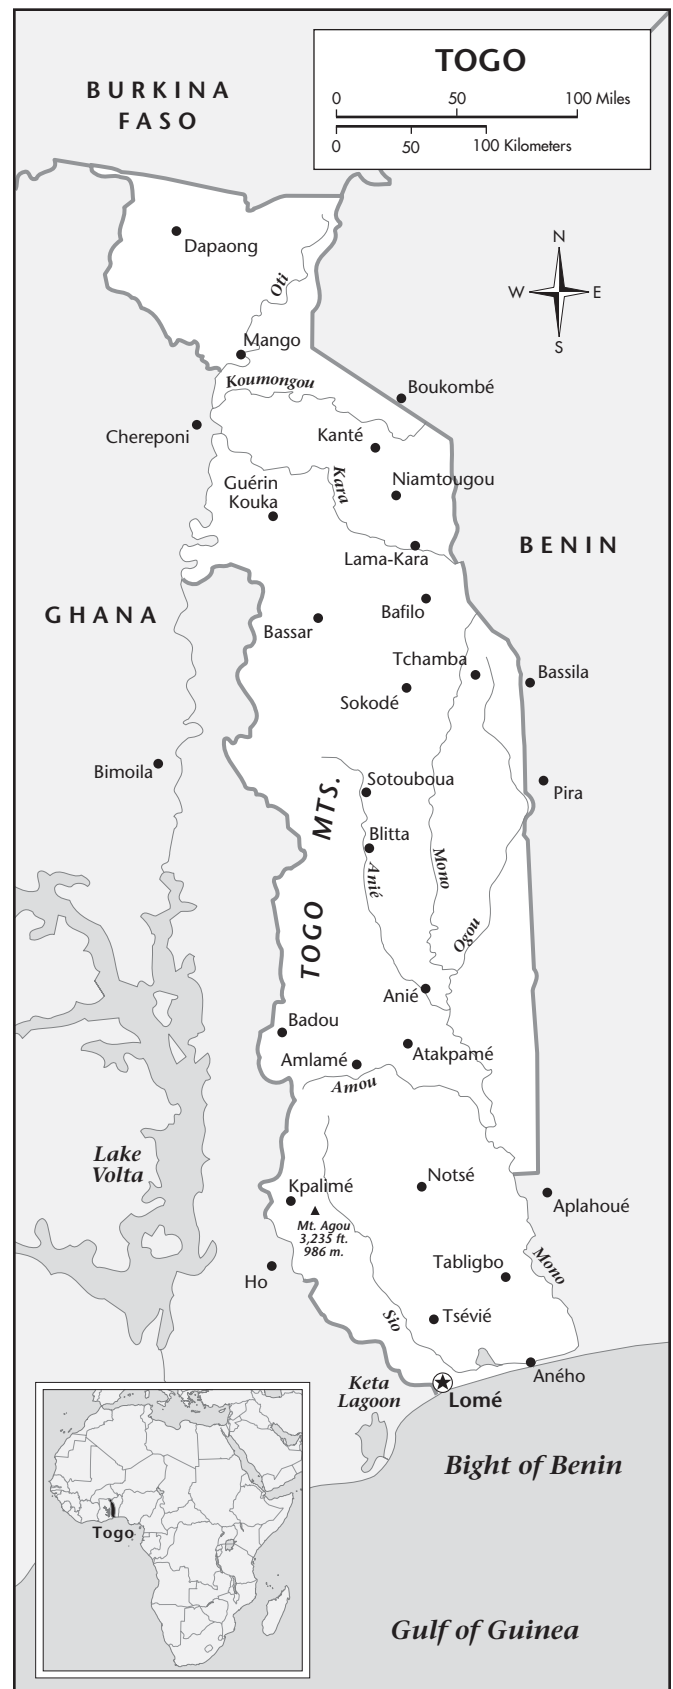 TOGO
0 50 100 Miles
0 50 100 Kilometers
BURKINA
FASO
N
W E
S
Dapaong
Oti
Mango
Koumongou
Boukombé
Chereponi
Kanté
Kara
Niamtougou
Guérin
Kouka
BENIN
Lama-Kara
GHANA
Bafilo
Bassar
Tchamba
Bassila
Sokodé
Bimoila
Sotouboua
Pira
TOGO MTS.
Blitta
Anié
Mono
Ogou
Anié
Badou
Atakpamé
Amlamé
Amou
Lake
Volta
Kpalimé
Notsé
Aplahoué
Mt. Agou
3,235 ft.
986 m.
Ho
Tabligbo
Mono
Sio
Tsévié
Aného
Keta
Lagoon
Lomé
Bight of Benin
Togo
Gulf of Guinea